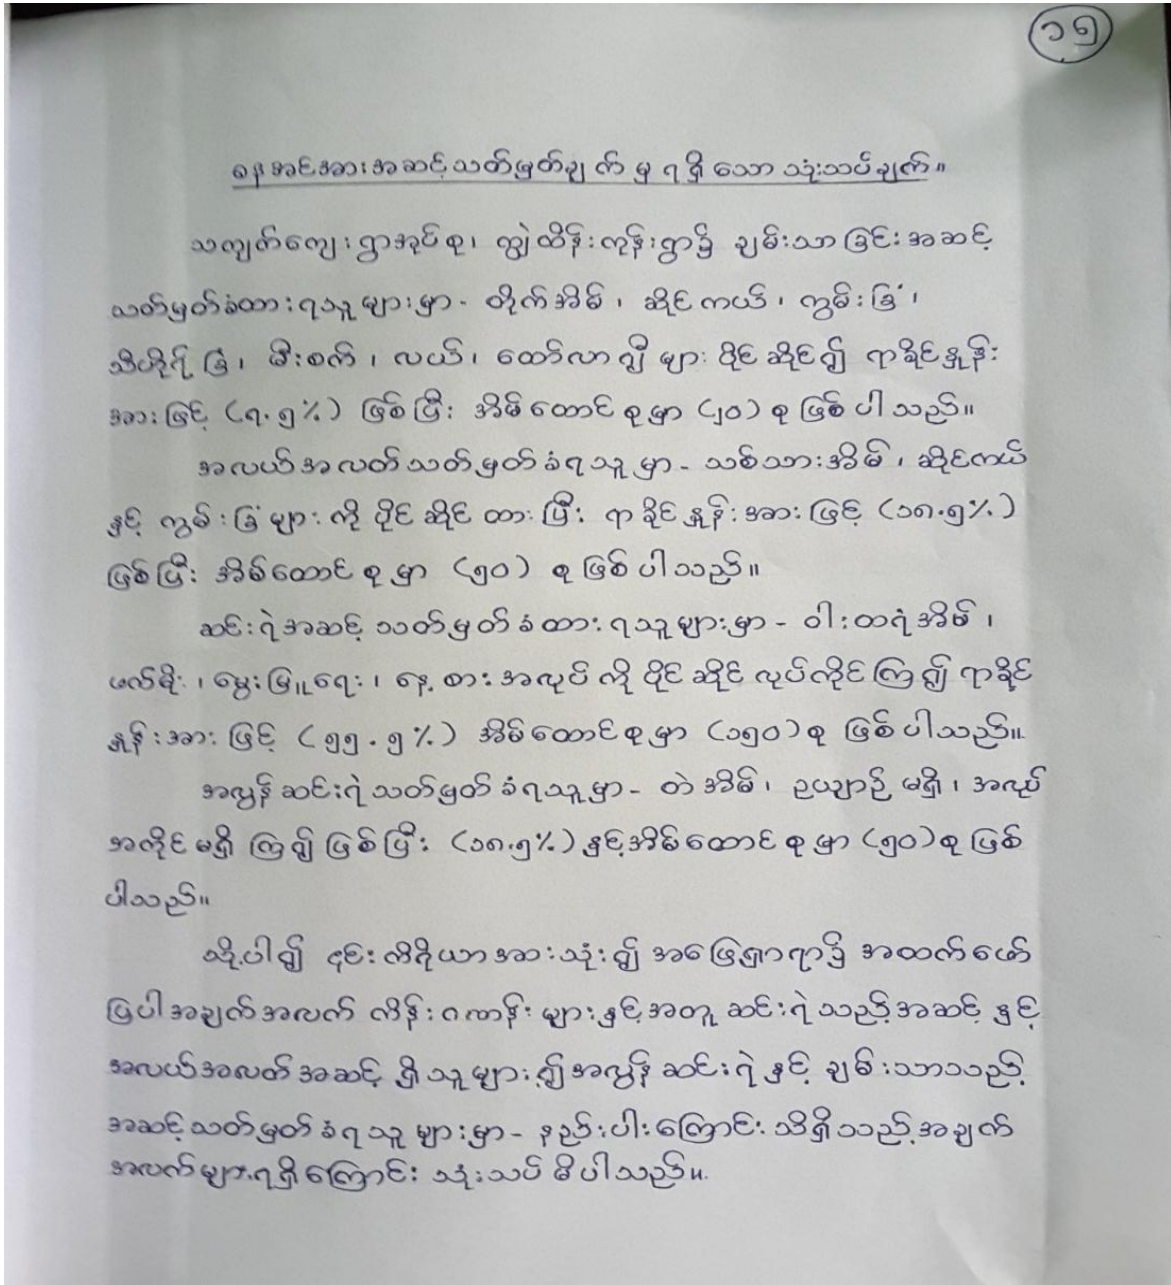 ၁၅
ဓနအင်အားအဆင့်သတ်မှတ်ချက်မှ ရရှိသော သုံးသပ်ချက်။
သကျက်ကျေးရွာအုပ်စု၊ ကျွဲထိန်းကုန်းရွာ၌ ချမ်းသာခြင်းအဆင့်
သတ်မှတ်ခံထားရသူများမှာ - တိုက်အိမ်၊ ဆိုင်ကယ်၊ ကွမ်းခြံ၊
သီဟိုဠ်ခြံ၊ မီးစက်၊ လယ်၊ ထော်လာဂျီများ ပိုင်ဆိုင်၍ ရာခိုင်နှုန်း
အားဖြင့် (၇.၅%) ဖြစ်ပြီး အိမ်ထောင်စုမှာ (၂၀) စုဖြစ်ပါသည်။
အလယ်အလတ်သတ်မှတ်ခံရသူမှာ - သစ်သားအိမ်၊ ဆိုင်ကယ်
နှင့် ကွမ်းခြံများကို ပိုင်ဆိုင်ထားပြီး ရာခိုင်နှုန်းအားဖြင့် (၁၈.၅%)
ဖြစ်ပြီး အိမ်ထောင်စုမှာ (၅၀) စုဖြစ်ပါသည်။
ဆင်းရဲအဆင့် သတ်မှတ်ခံထားရသူများမှာ - ဝါးထရံအိမ်၊
ဖက်မိုး၊ မွေးမြူရေး၊ နေ့စားအလုပ်ကို ပိုင်ဆိုင်လုပ်ကိုင်ကြ၍ ရာခိုင်
နှုန်းအားဖြင့် (၅၅.၅%) အိမ်ထောင်စုမှာ (၁၅၀) စု ဖြစ်ပါသည်။
အလွန်ဆင်းရဲသတ်မှတ်ခံရသူမှာ - တဲအိမ်၊ ဥယျာဉ်မရှိ၊ အလုပ်
အကိုင်မရှိကြ၍ဖြစ်ပြီး (၁၈.၅%) နှင့်အိမ်ထောင်စုမှာ (၅၀) စုဖြစ်
ပါသည်။
သို့ပါ၍ ၎င်းကိရိယာအားသုံး၍ အဖြေရှာရာ၌ အထက်ဖော်
ပြပါအချက်အလက် ကိန်းဂဏန်းများနှင့်အတူ ဆင်းရဲသည့်အဆင့် နှင့်
အလယ်အလတ်အဆင့် ရှိသူများ၍အလွန်ဆင်းရဲနှင့် ချမ်းသာသည့်
အဆင့်သတ်မှတ်ခံရသူများမှာ - နည်းပါးကြောင်း သိရှိသည့်အချက်
အလက်များရရှိကြောင်း သုံးသပ်မိပါသည်။